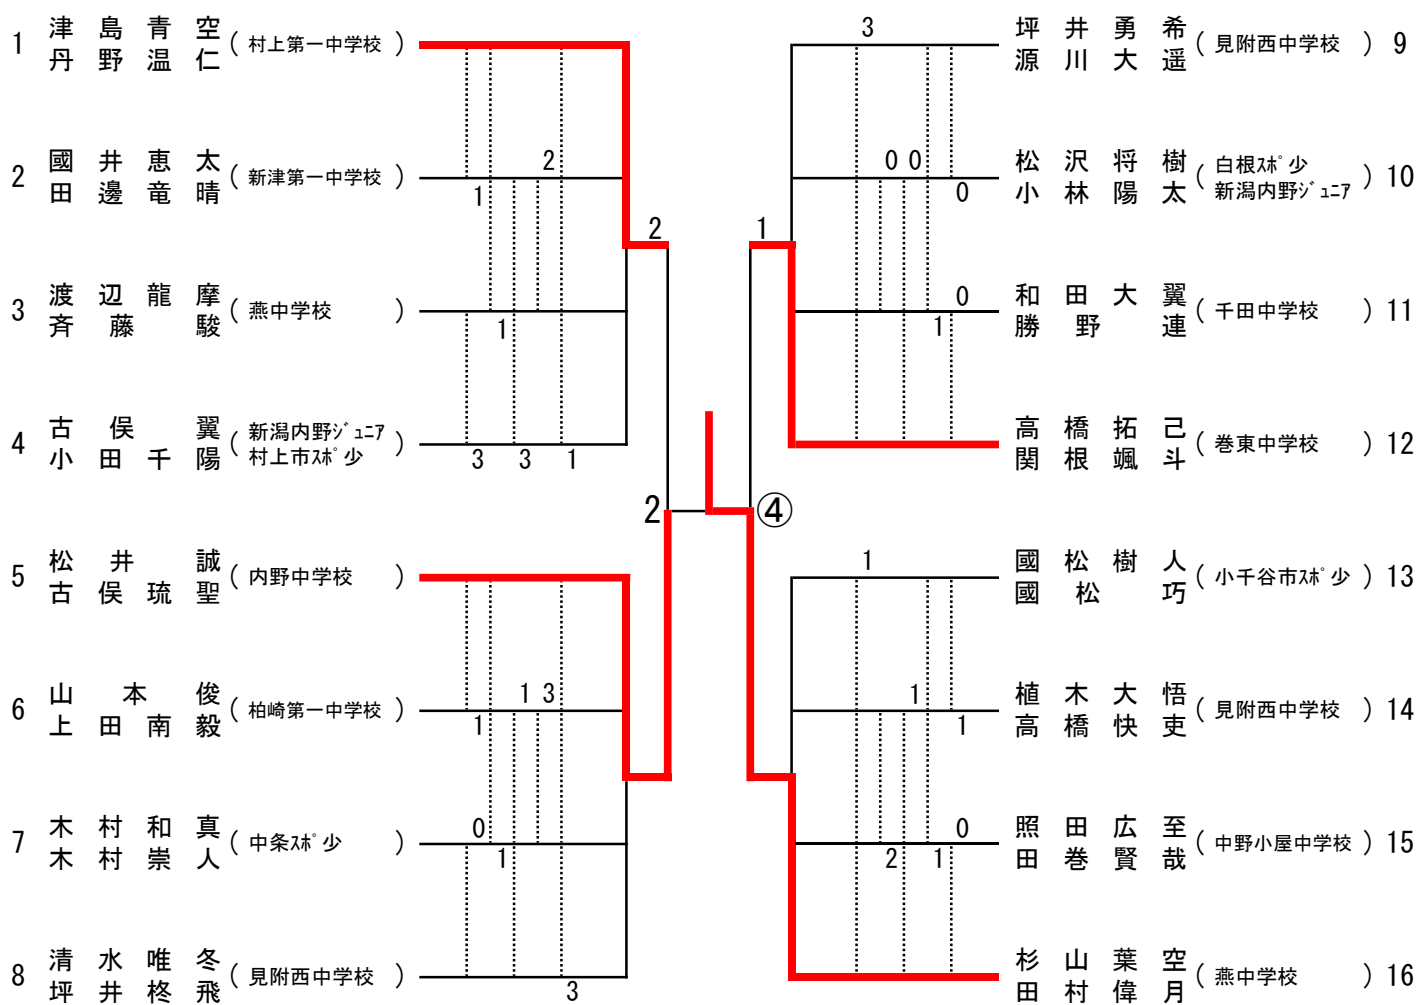 1 津島青空 丹野温仁 ( 村上第一中学校 )
2 國井恵太 田邊竜晴 ( 新津第一中学校 )
3 渡辺龍摩 斉藤駿 ( 燕中学校 )
4 古俣翼 小田千陽 ( 新潟内野ｼﾞｭﾆｱ 村上市ｽﾎﾟ少 )
5 松井誠 古俣琉聖 ( 内野中学校 )
6 山本俊 上田南毅 ( 柏崎第一中学校 )
7 木村和真 木村崇人 ( 中条ｽﾎﾟ少 )
8 清水唯冬 坪井柊飛 ( 見附西中学校 )
2
1
1
3 3 1
2
1 3
1
0
1
3
2
2
④
1
3
0 0
0
0
1
1
1
1
0
2 1
坪井勇希 源川大遥 ( 見附西中学校 ) 9
松沢将樹 小林陽太 ( 白根ｽﾎﾟ少 新潟内野ｼﾞｭﾆｱ ) 10
和田大翼 勝野連 ( 千田中学校 ) 11
高橋拓己 関根颯斗 ( 巻東中学校 ) 12
國松樹人 國松巧 ( 小千谷市ｽﾎﾟ少 ) 13
植木大悟 高橋快吏 ( 見附西中学校 ) 14
照田広至 田巻賢哉 ( 中野小屋中学校 ) 15
杉山葉空 田村偉月 ( 燕中学校 ) 16